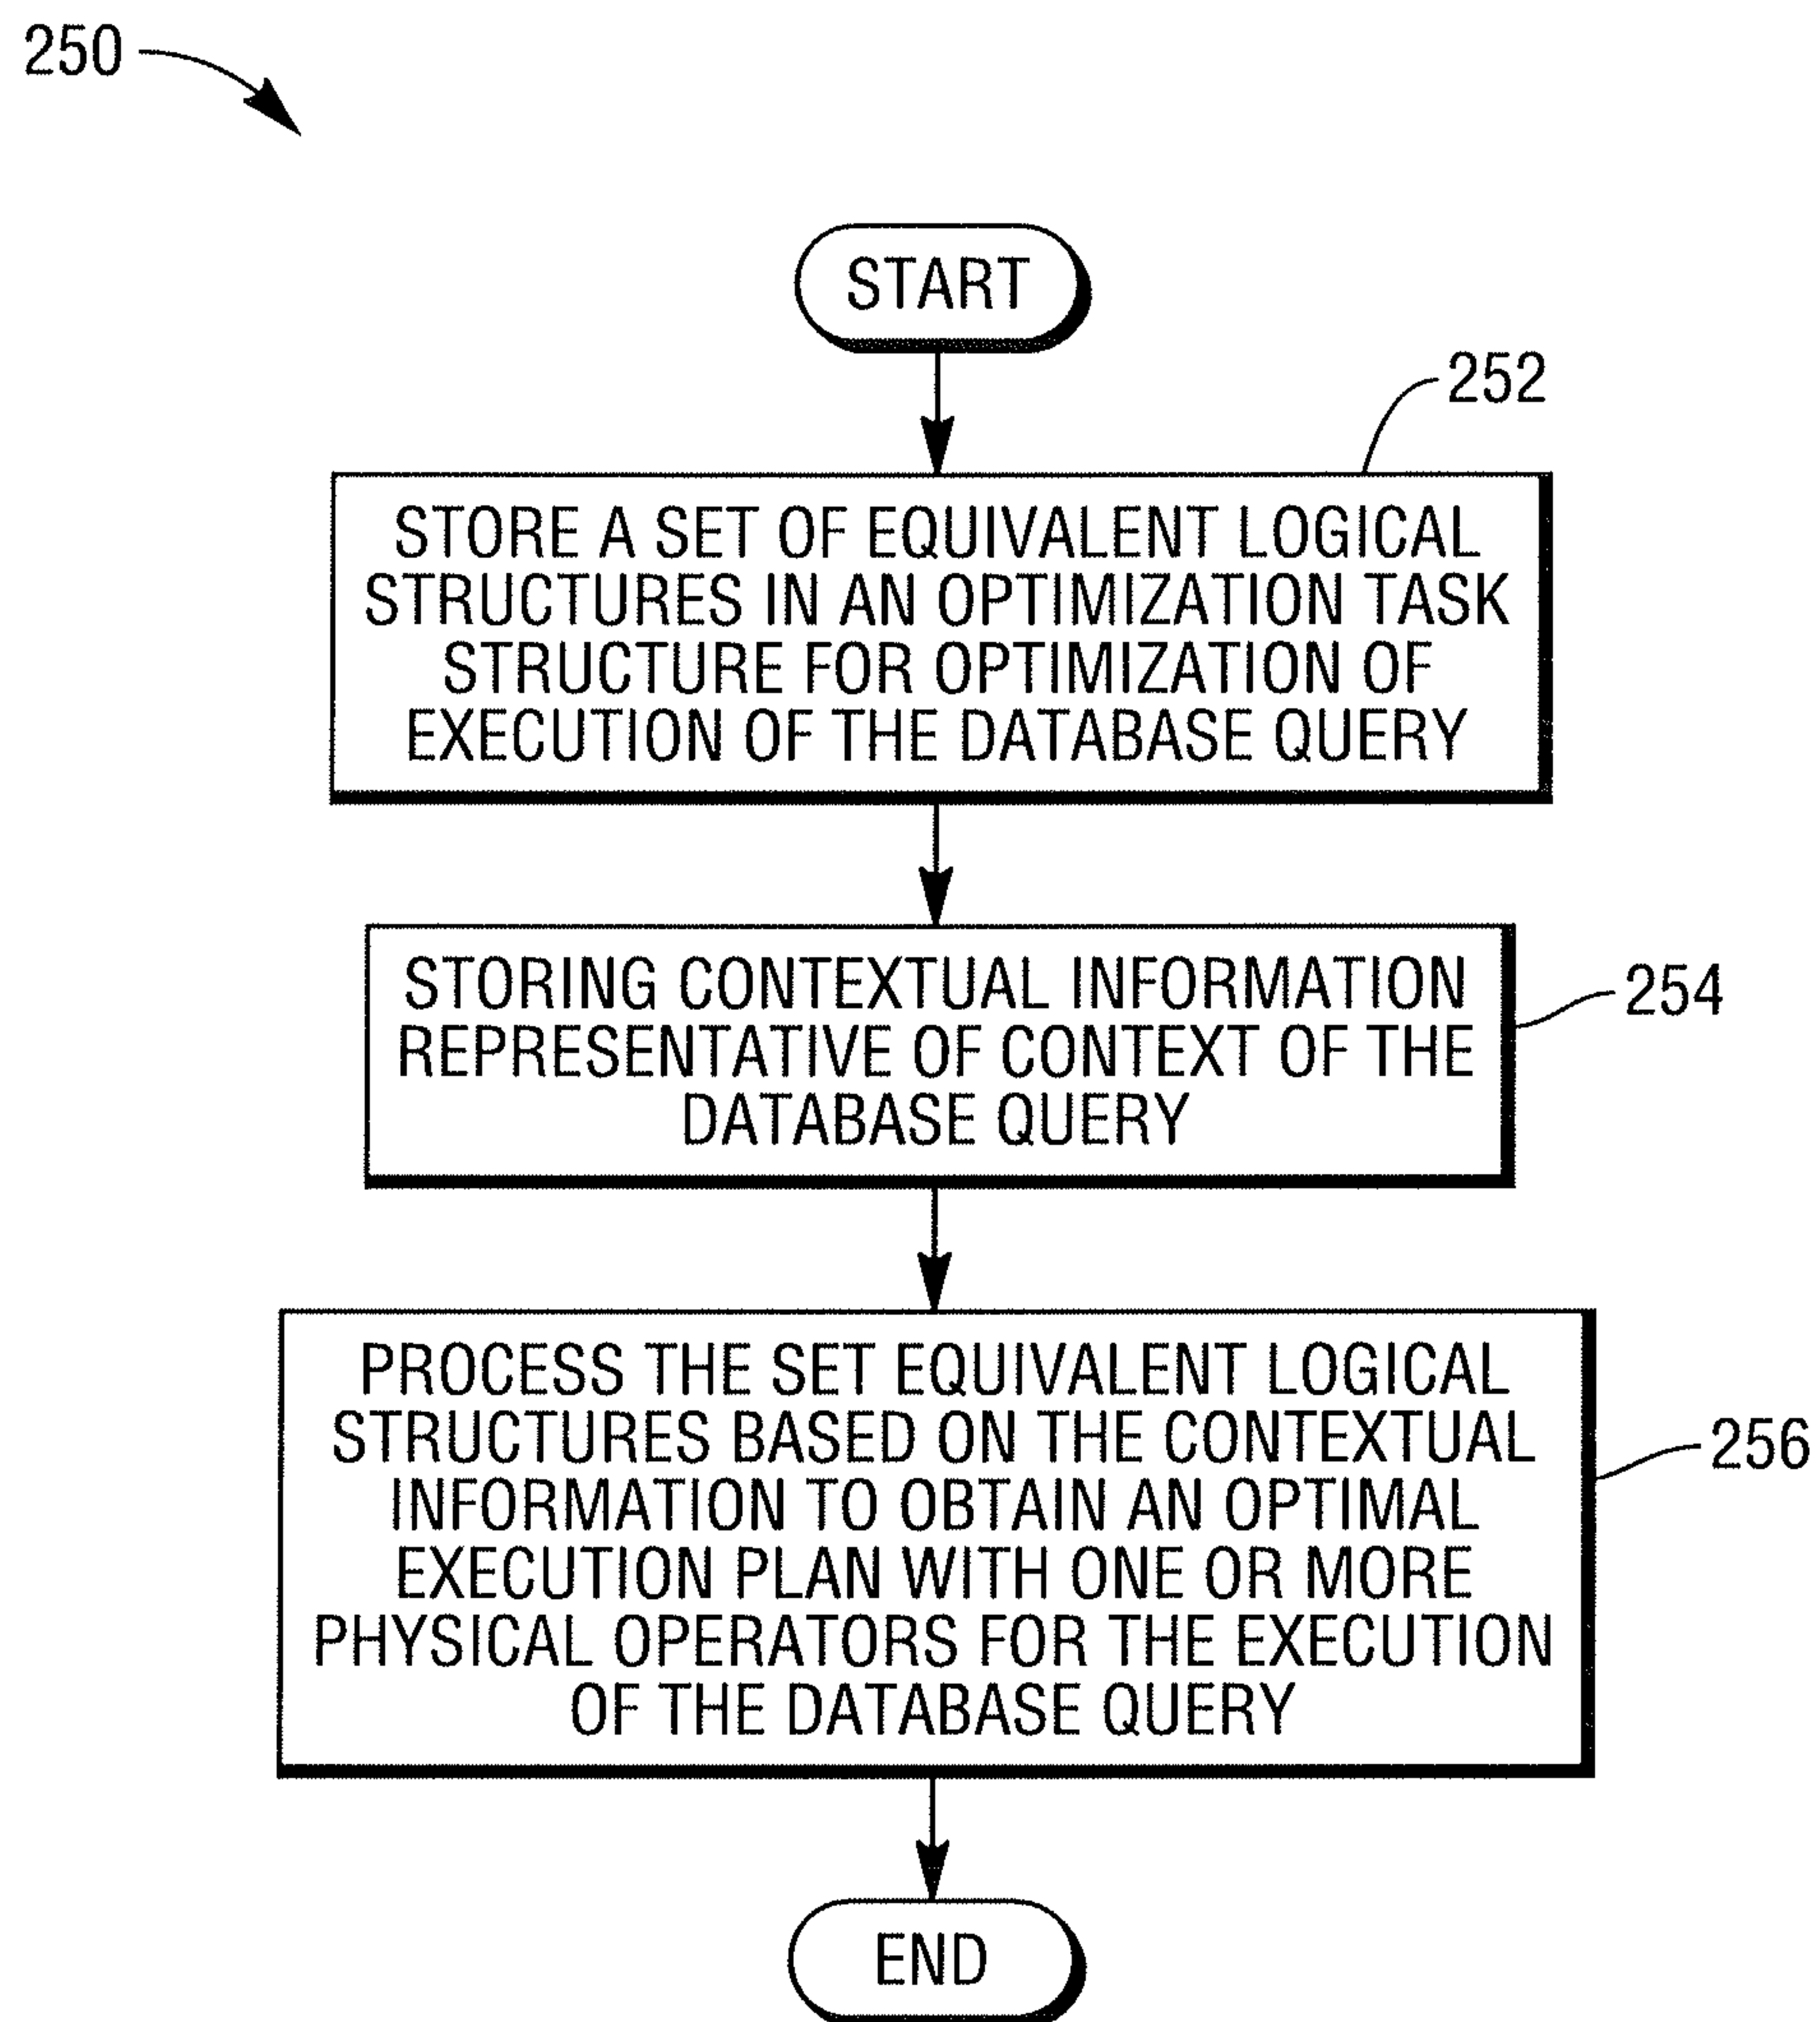 250
START
252
STORE A SET OF EQUIVALENT LOGICAL
STRUCTURES IN AN OPTIMIZATION TASK
STRUCTURE FOR OPTIMIZATION OF
EXECUTION OF THE DATABASE QUERY
STORING CONTEXTUAL INFORMATION
REPRESENTATIVE OF CONTEXT OF THE
DATABASE QUERY
254
PROCESS THE SET EQUIVALENT LOGICAL
STRUCTURES BASED ON THE CONTEXTUAL
INFORMATION TO OBTAIN AN OPTIMAL
EXECUTION PLAN WITH ONE OR MORE
PHYSICAL OPERATORS FOR THE EXECUTION
OF THE DATABASE QUERY
256
END